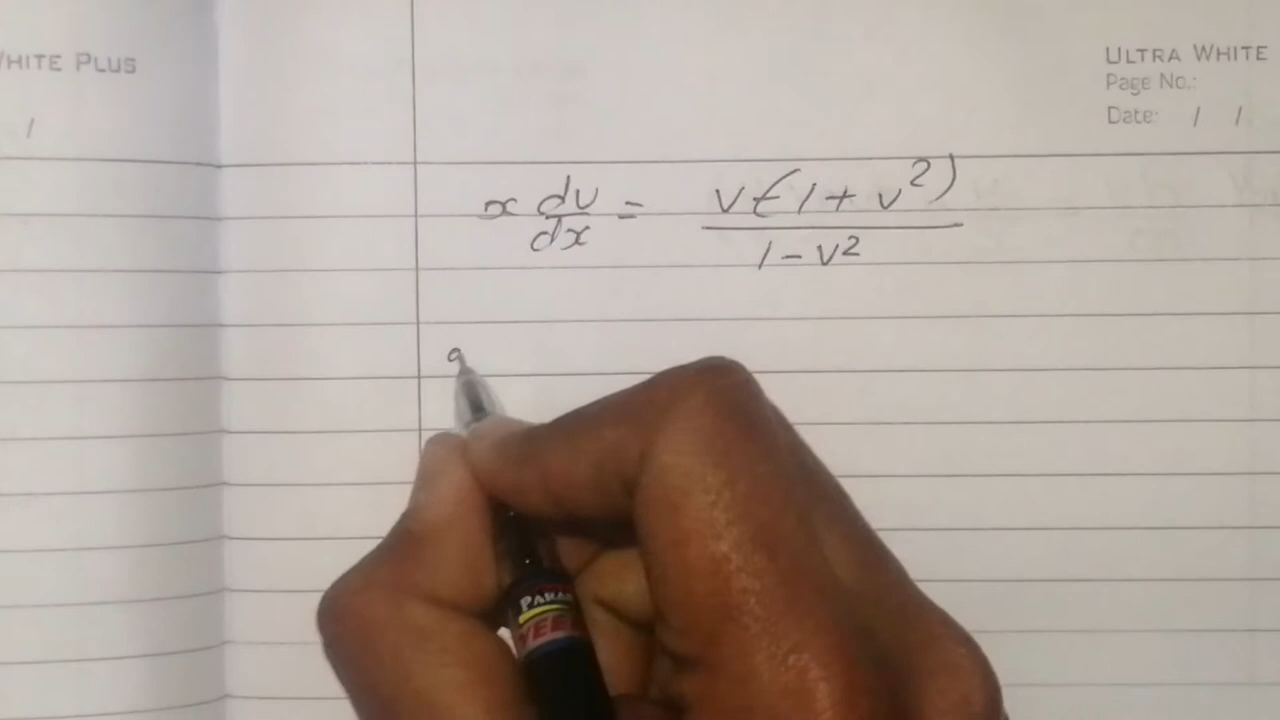 WHITE PLUS
/
ULTRA WHITE
Page No.:
Date: / /
x dv/dx = v(1+v²)/1-v²